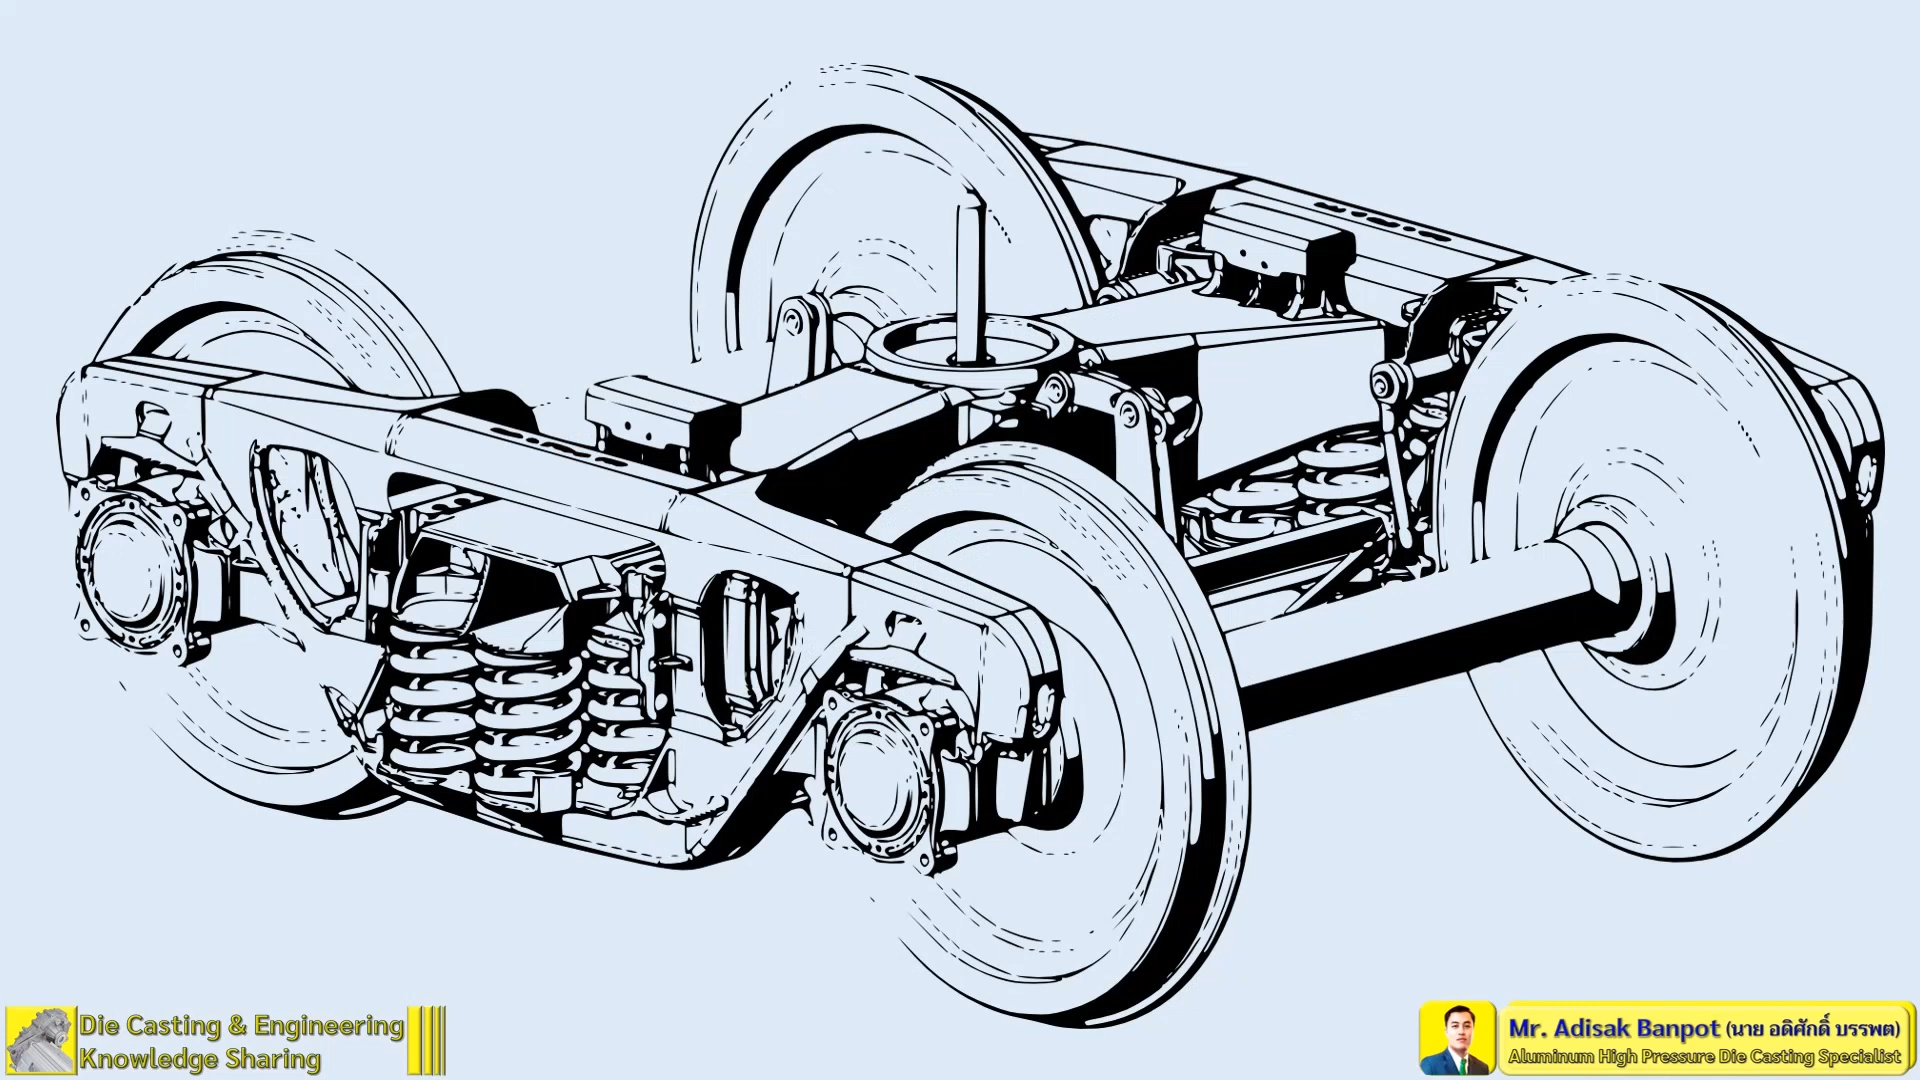 Die Casting & Engineering
Knowledge Sharing
Mr. Adisak Banpot (นาย อดิศักดิ์ บรรพต)
Aluminum High Pressure Die Casting Specialist